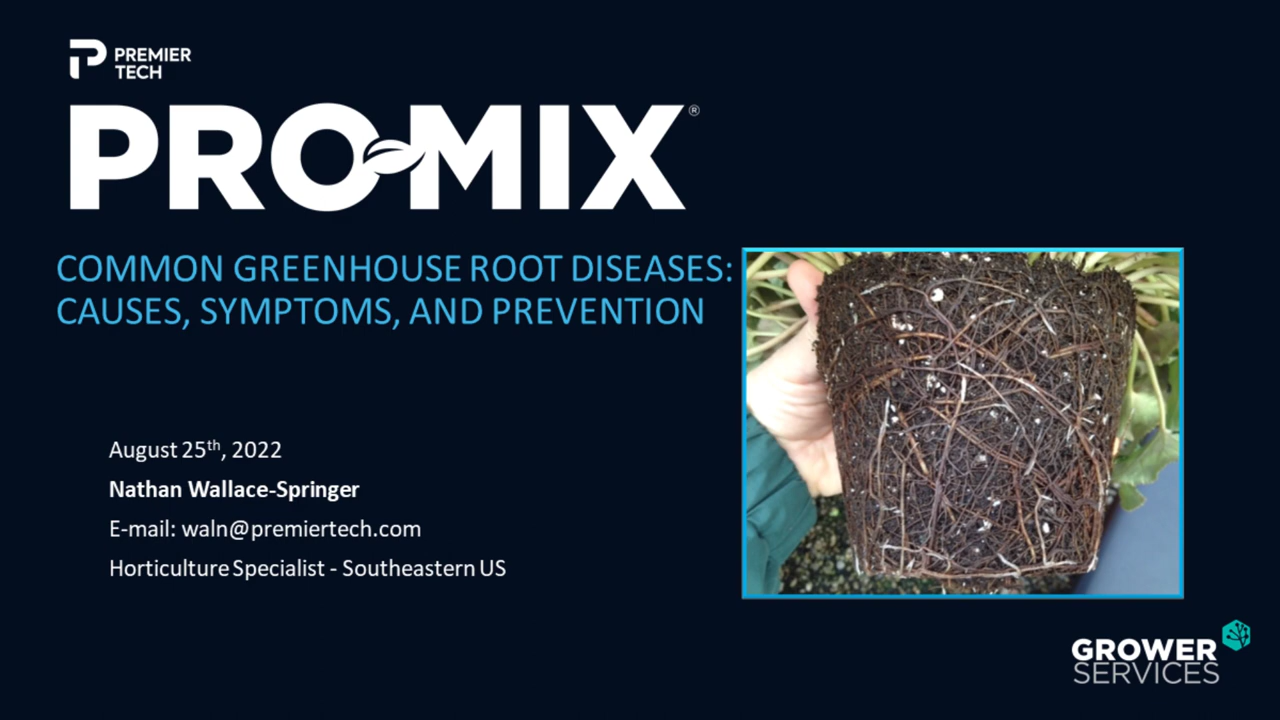 PREMIER
TECH
PRO-MIX®
COMMON GREENHOUSE ROOT DISEASES:
CAUSES, SYMPTOMS, AND PREVENTION
August 25th, 2022
Nathan Wallace-Springer
E-mail: waln@premiertech.com
Horticulture Specialist - Southeastern US
GROWER
SERVICES